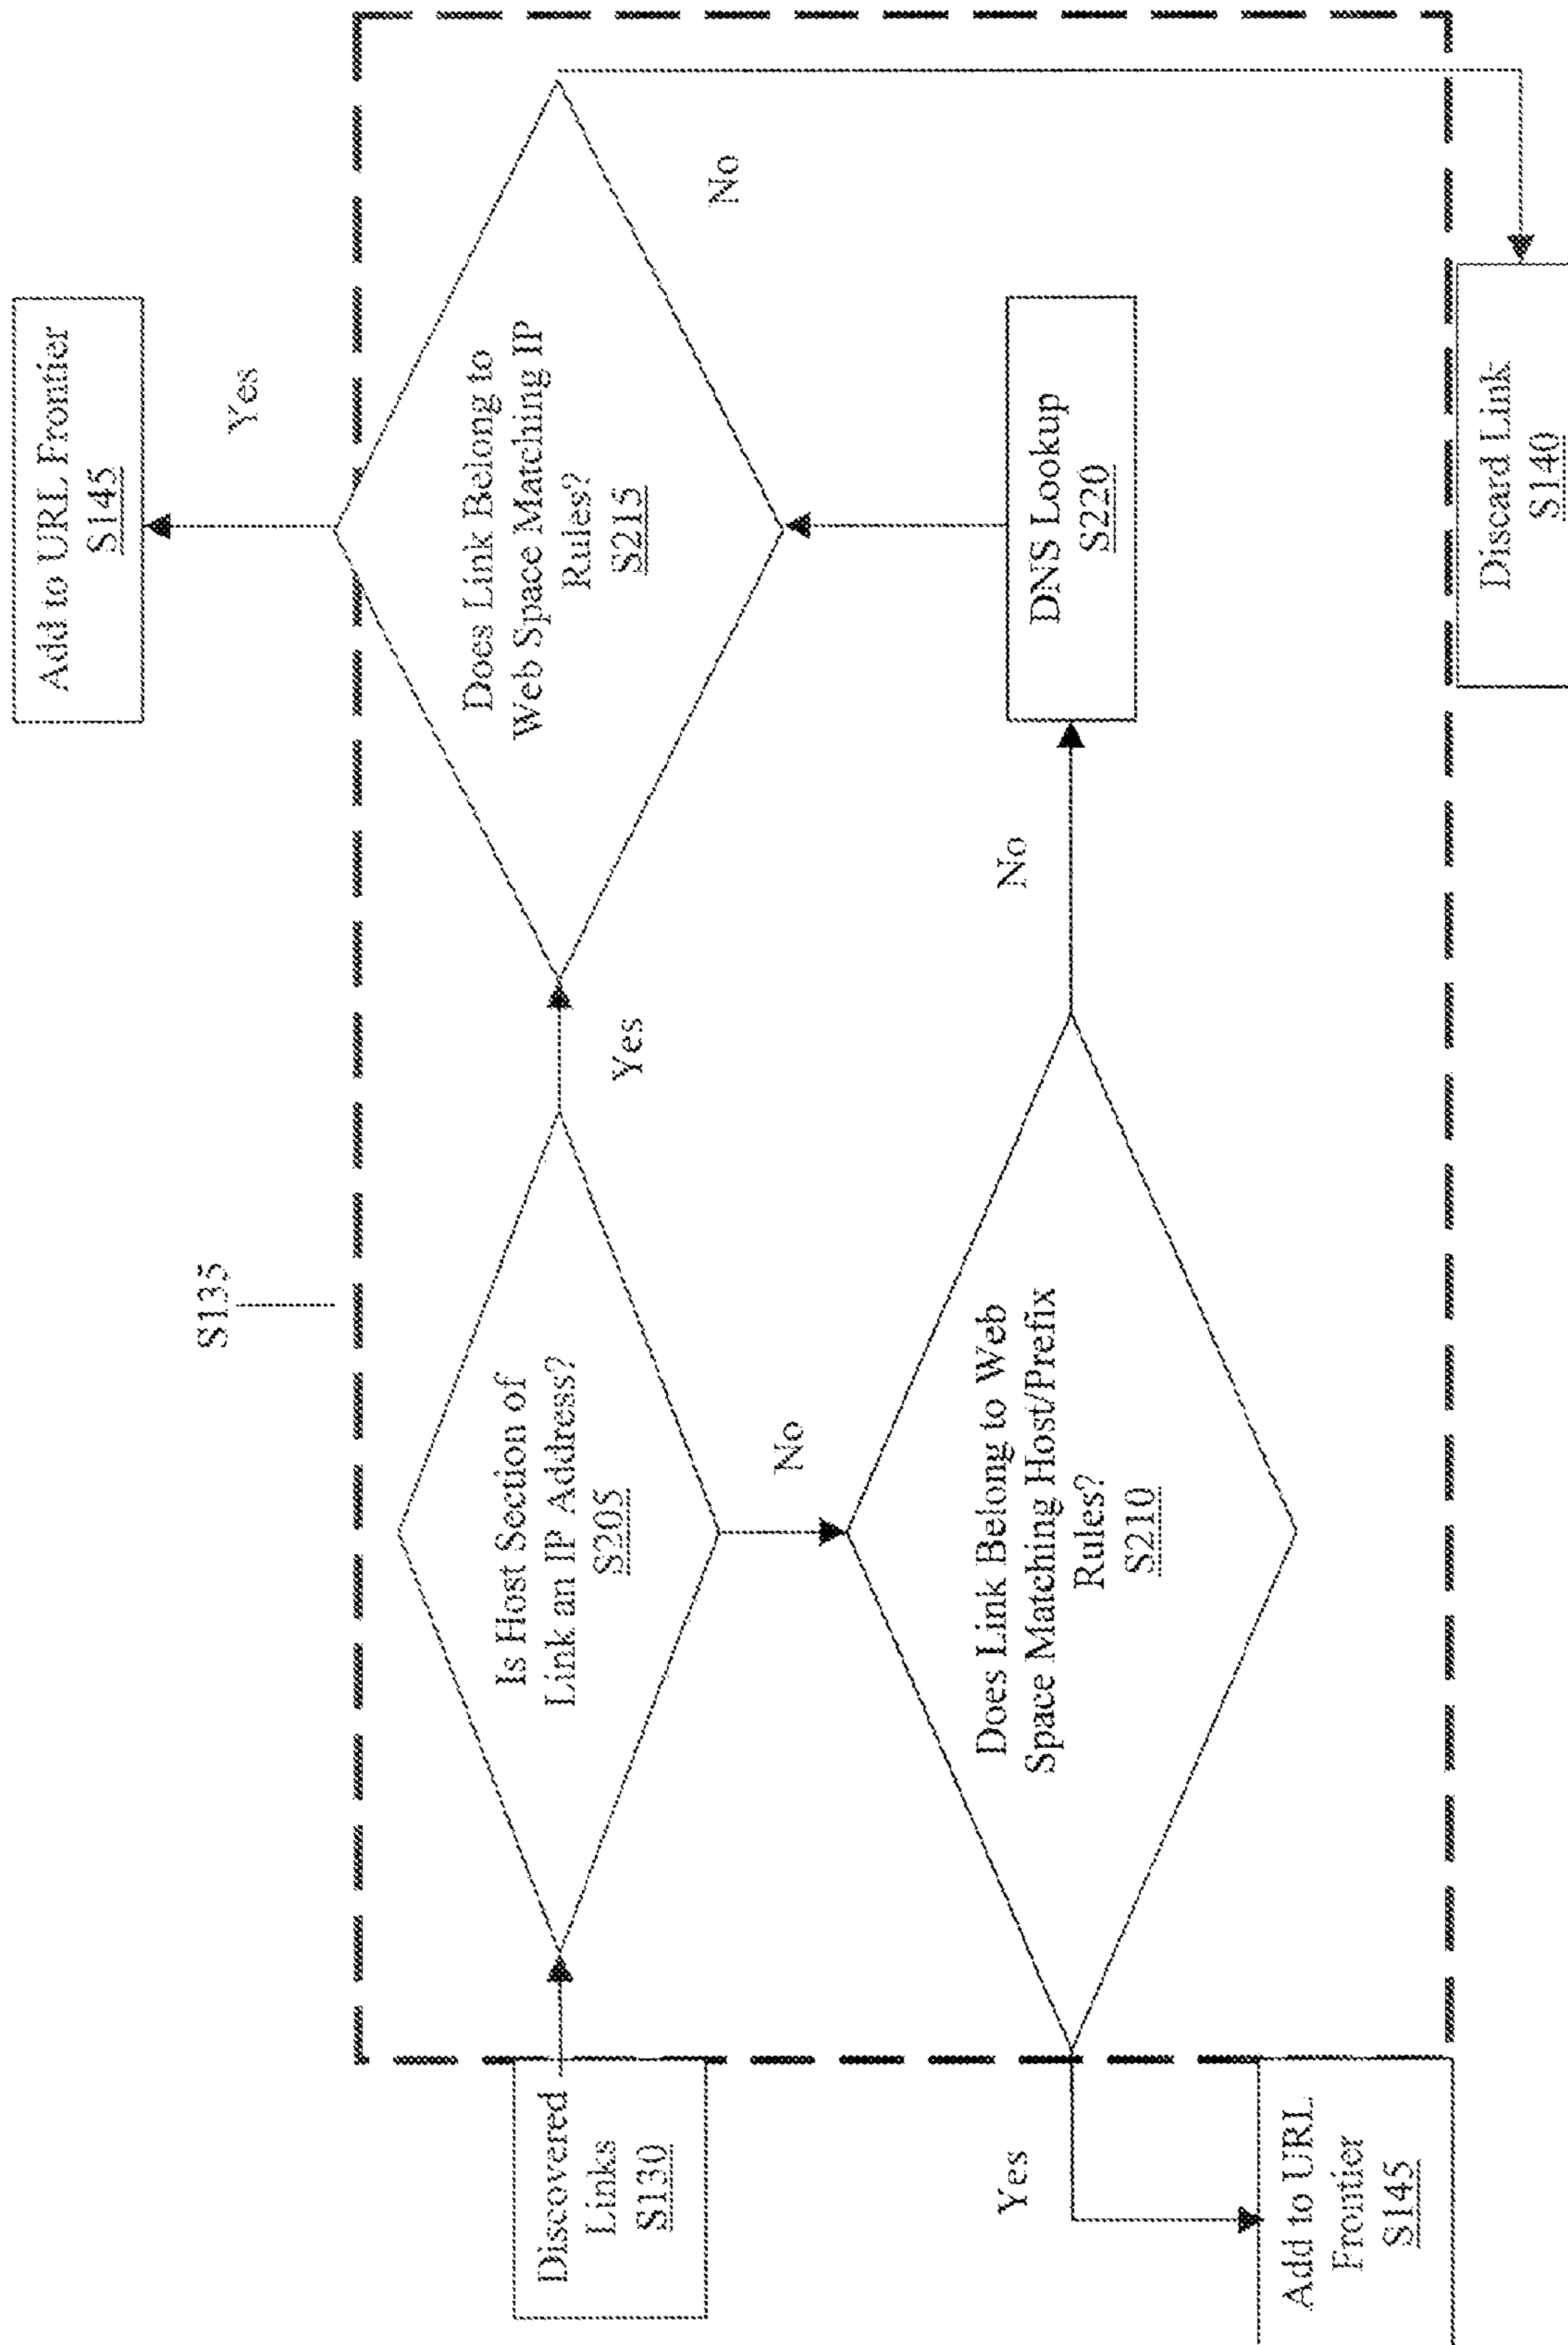 S135
Discovered
Links
S130
Is Host Section of
Link an IP Address?
S205
Yes
No
Does Link Belong to
Web Space Matching IP
Rules?
S215
Yes
Add to URL Frontier
S145
No
Does Link Belong to Web
Space Matching Host/Prefix
Rules?
S210
No
DNS Lookup
S220
Yes
Add to URL
Frontier
S145
Discard Link
S140